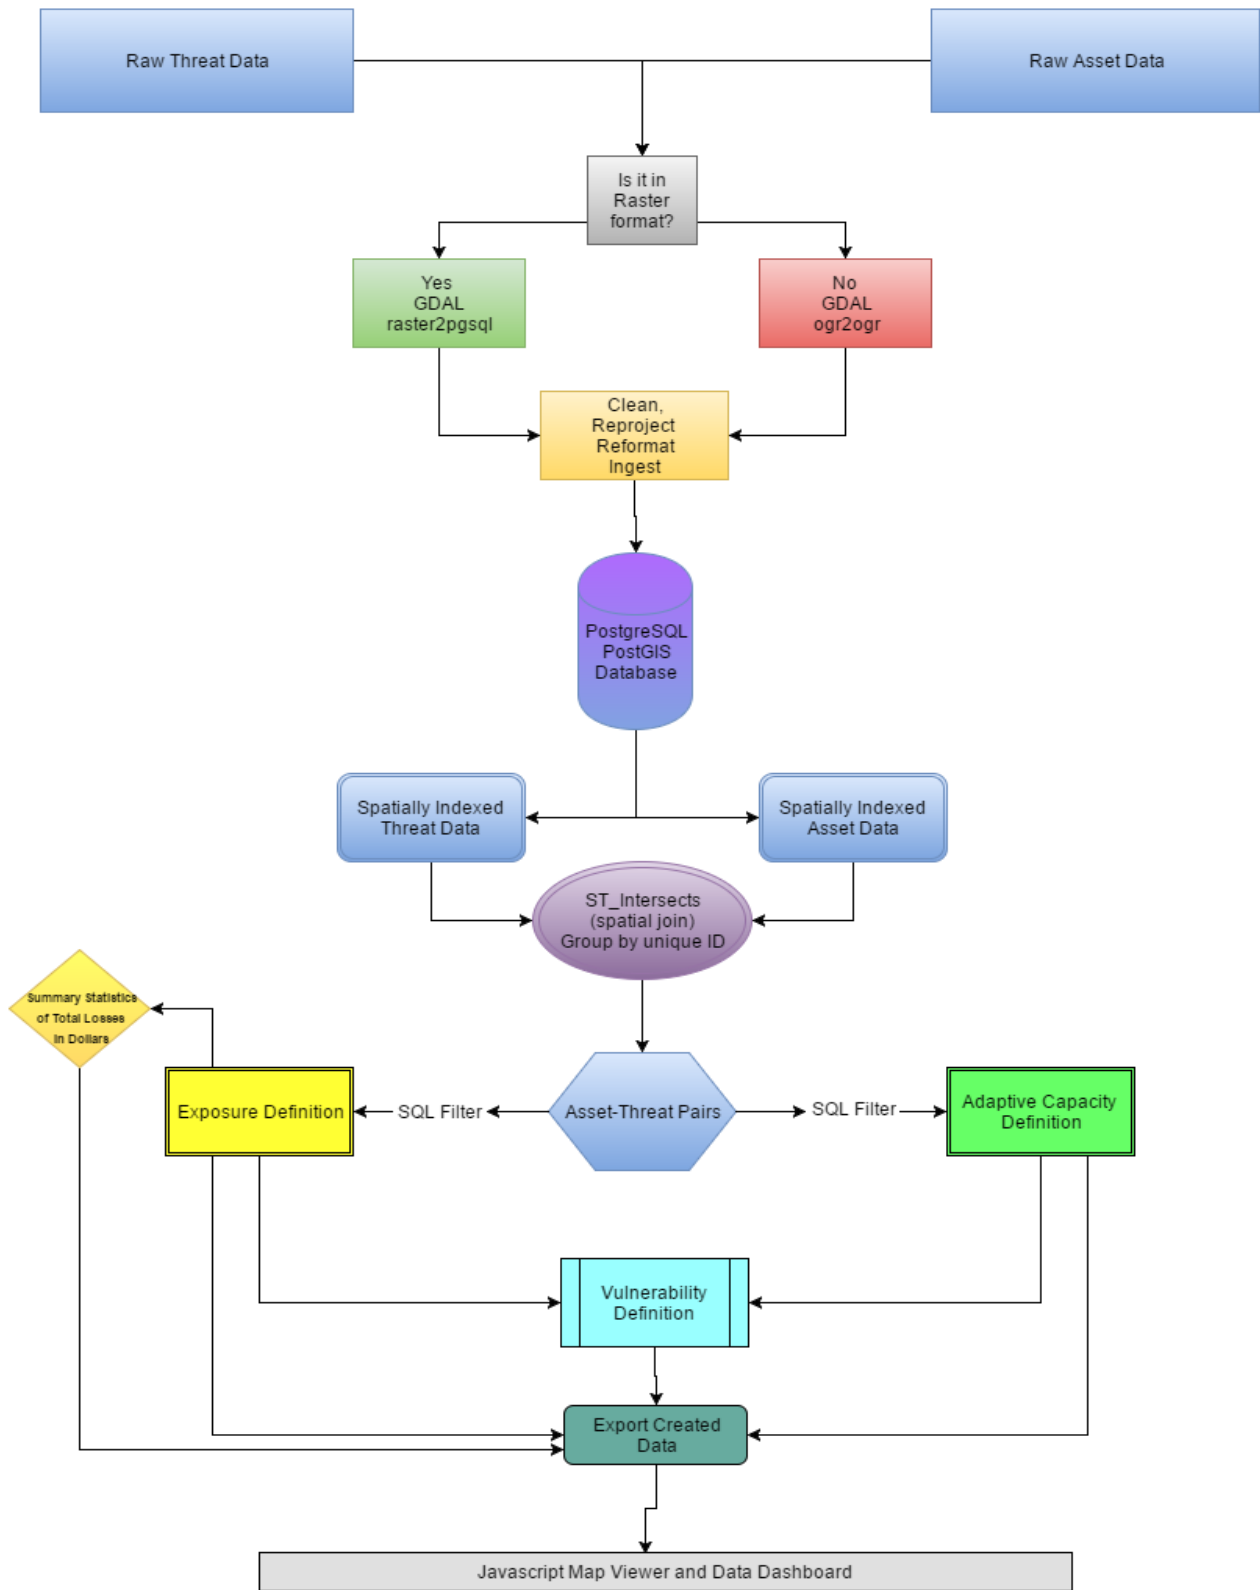 Raw Threat Data
Raw Asset Data
Is it in
Raster
format?
Yes
GDAL
raster2pgsql
No
GDAL
ogr2ogr
Clean,
Reproject
Reformat
Ingest
PostgreSQL
PostGIS
Database
Spatially Indexed
Threat Data
Spatially Indexed
Asset Data
ST_Intersects
(spatial join)
Group by unique ID
Summary Statistics
of Total Losses
in Dollars
Exposure Definition
SQL Filter
Asset-Threat Pairs
SQL Filter
Adaptive Capacity
Definition
Vulnerability
Definition
Export Created
Data
Javascript Map Viewer and Data Dashboard